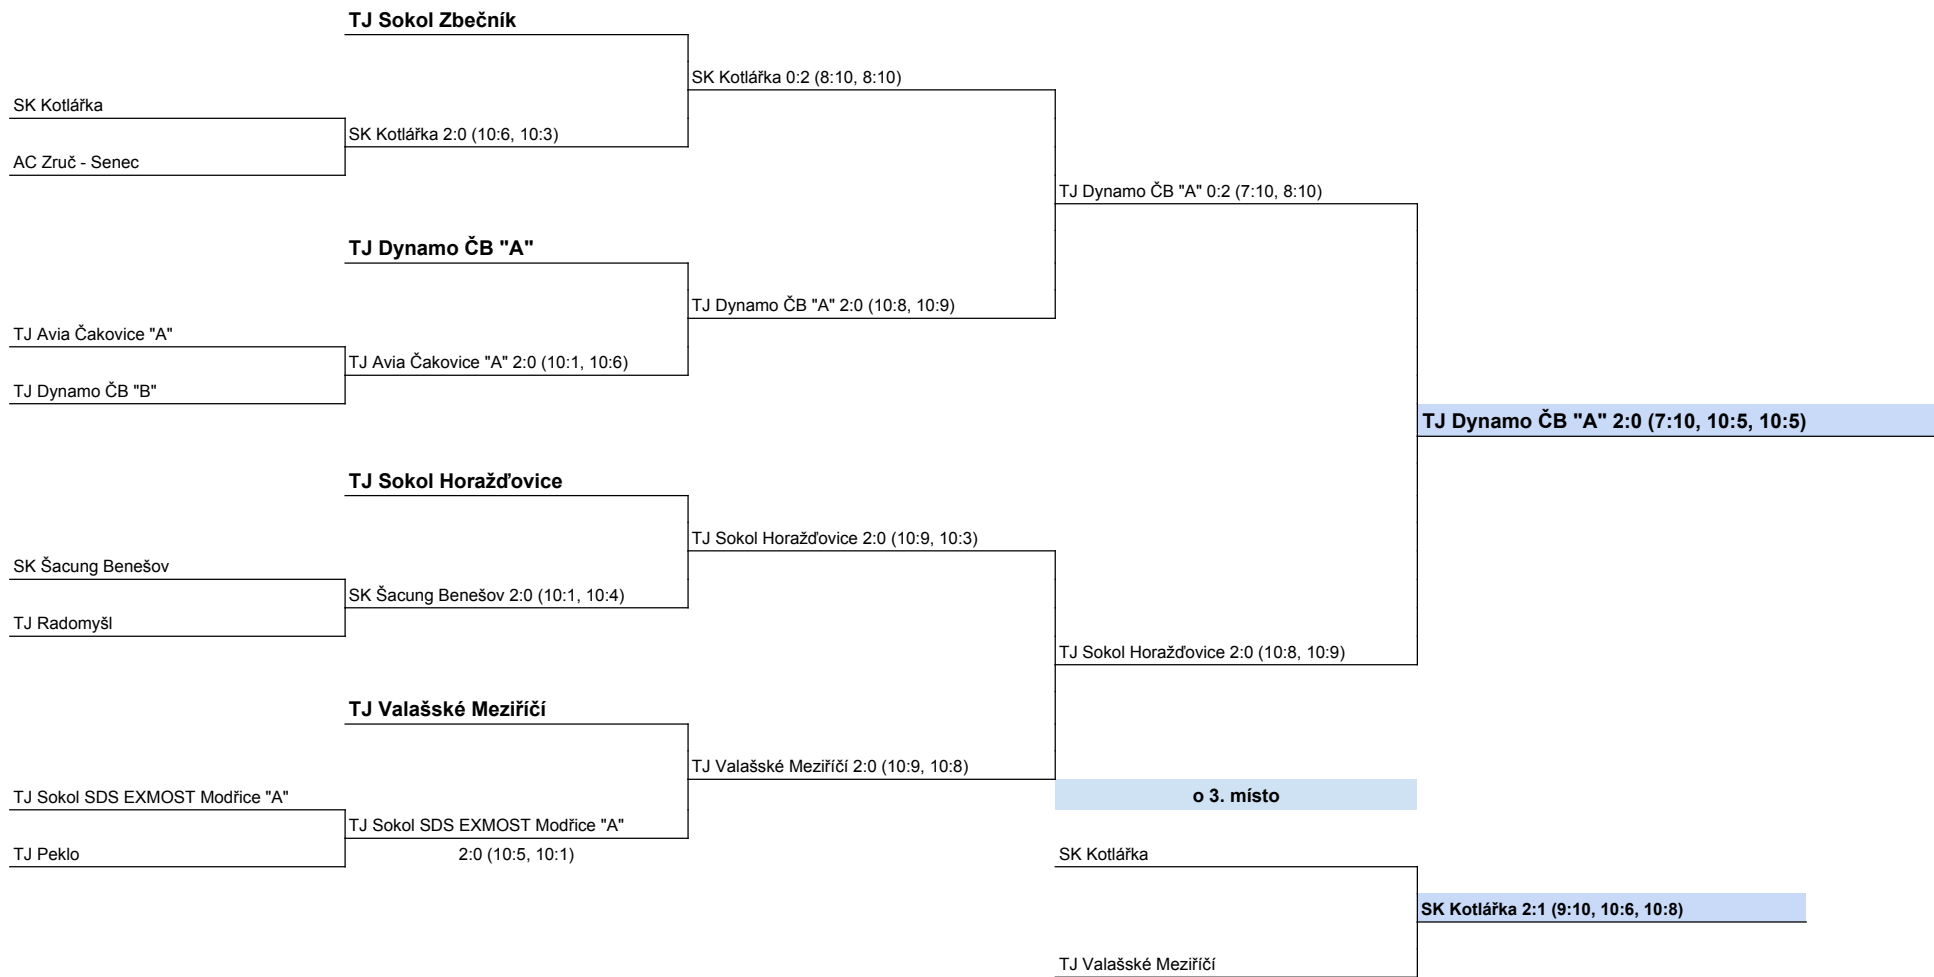 TJ Sokol Zbečník
SK Kotlářka 0:2 (8:10, 8:10)
SK Kotlářka
SK Kotlářka 2:0 (10:6, 10:3)
AC Zruč - Senec
TJ Dynamo ČB "A" 0:2 (7:10, 8:10)
TJ Dynamo ČB "A"
TJ Dynamo ČB "A" 2:0 (10:8, 10:9)
TJ Avia Čakovice "A"
TJ Avia Čakovice "A" 2:0 (10:1, 10:6)
TJ Dynamo ČB "B"
TJ Dynamo ČB "A" 2:0 (7:10, 10:5, 10:5)
TJ Sokol Horažďovice
TJ Sokol Horažďovice 2:0 (10:9, 10:3)
SK Šacung Benešov
SK Šacung Benešov 2:0 (10:1, 10:4)
TJ Radomyšl
TJ Sokol Horažďovice 2:0 (10:8, 10:9)
TJ Valašské Meziříčí
TJ Valašské Meziříčí 2:0 (10:9, 10:8)
TJ Sokol SDS EXMOST Modřice "A"
o 3. místo
TJ Sokol SDS EXMOST Modřice "A"
TJ Peklo
2:0 (10:5, 10:1)
SK Kotlářka
SK Kotlářka 2:1 (9:10, 10:6, 10:8)
TJ Valašské Meziříčí